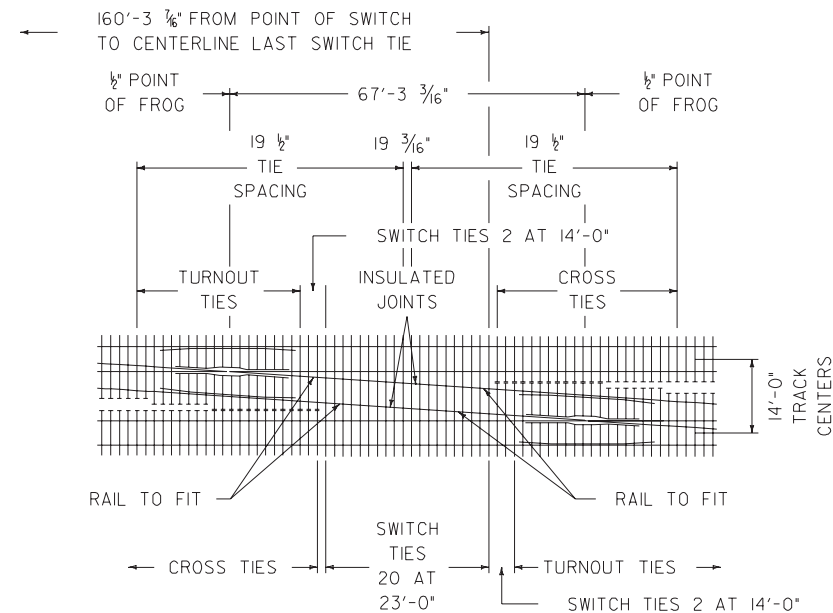 160'-3 7/16" FROM POINT OF SWITCH
TO CENTERLINE LAST SWITCH TIE
1/2" POINT
OF FROG
67'-3 3/16"
1/2" POINT
OF FROG
19 1/2"
TIE
SPACING
19 3/16"
19 1/2"
TIE
SPACING
SWITCH TIES 2 AT 14'-0"
TURNOUT
TIES
INSULATED
JOINTS
CROSS
TIES
14'-0"
TRACK
CENTERS
RAIL TO FIT
RAIL TO FIT
CROSS TIES
SWITCH
TIES
20 AT
23'-0"
TURNOUT TIES
SWITCH TIES 2 AT 14'-0"